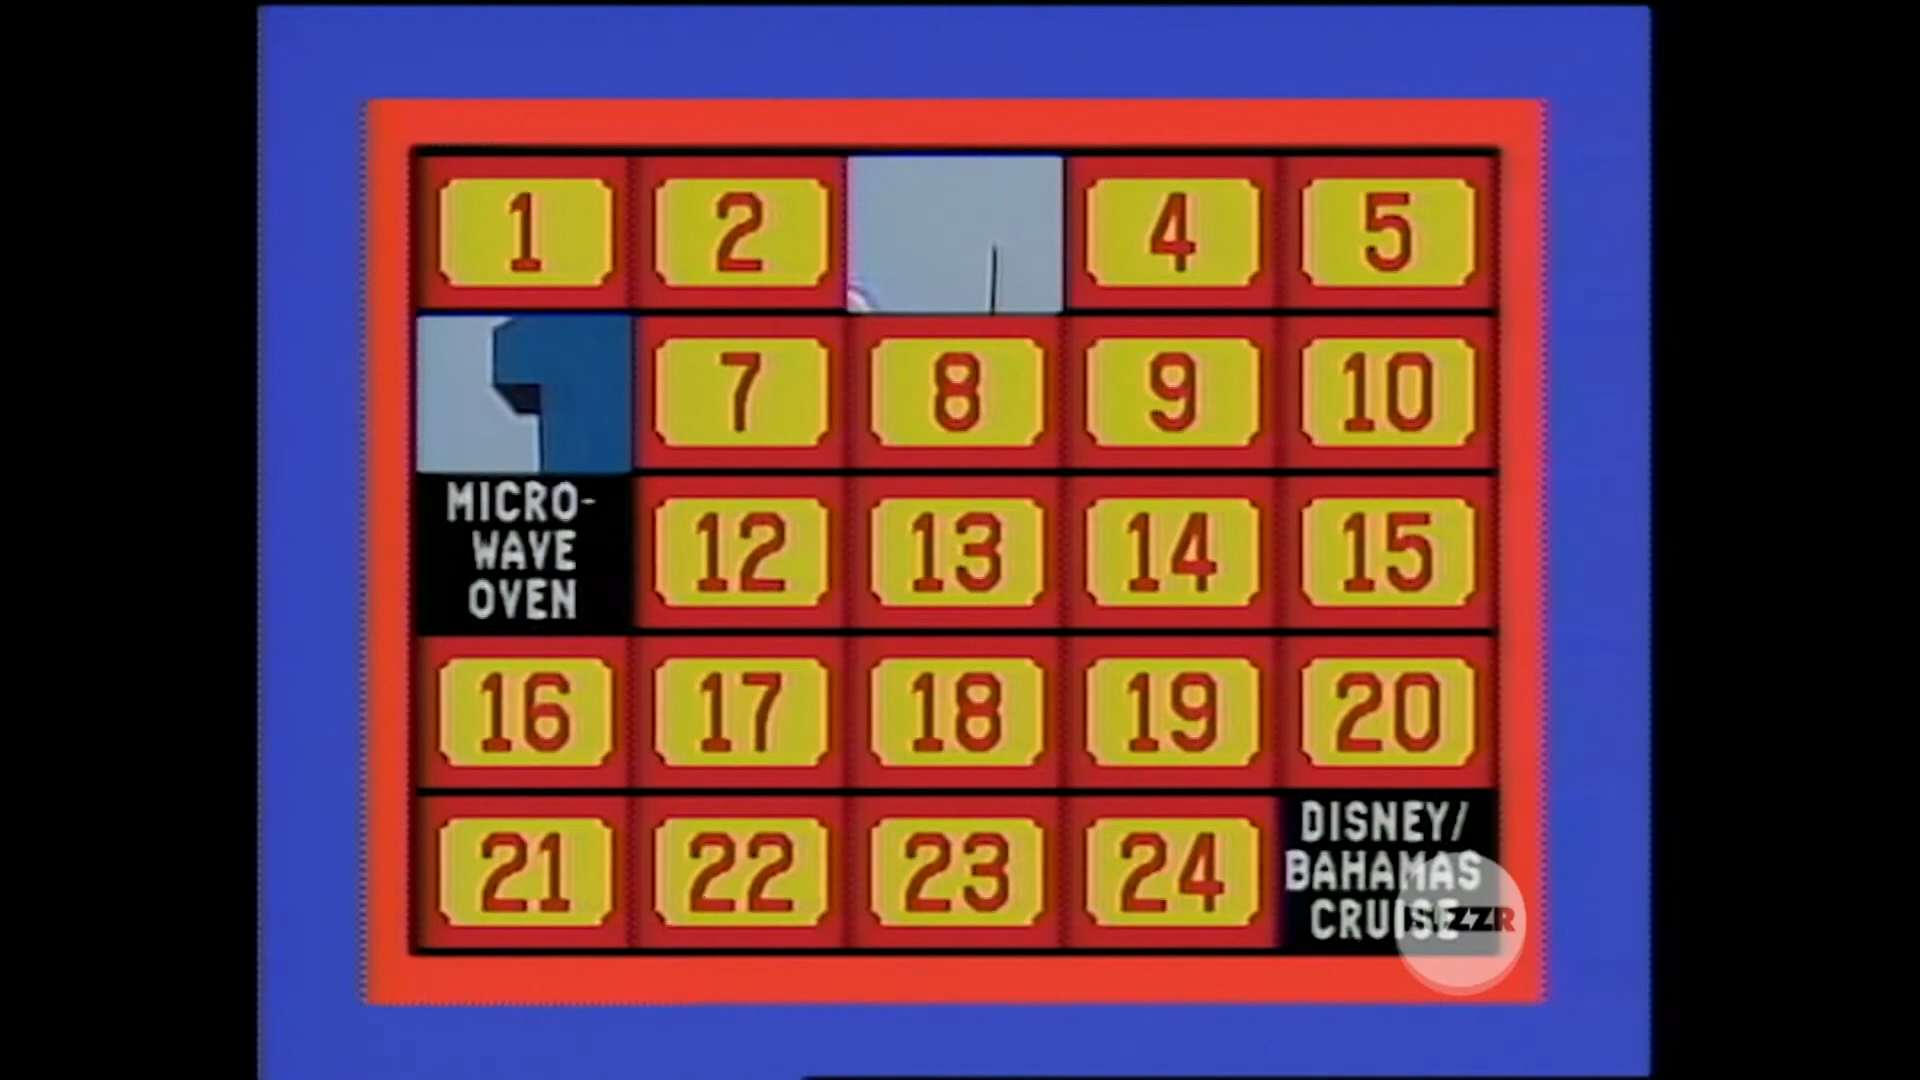 1 2 4 5
7 8 9 10
MICRO-
WAVE
OVEN
12 13 14 15
16 17 18 19 20
21 22 23 24
DISNEY/
BAHAMAS
CRUISE